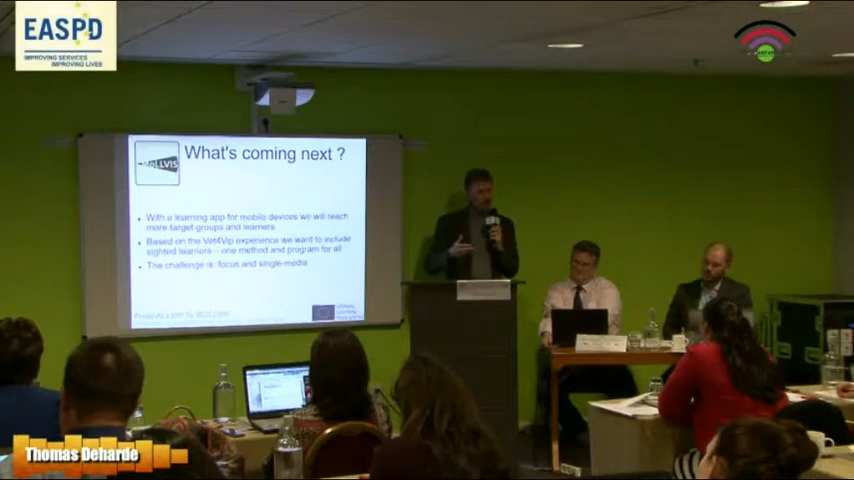 EASPD
IMPROVING SERVICES
IMPROVING LIVES
What's coming next ?
With a learning app for mobile devices we will reach
more target groups and learners
Based on the Vet4Vip experience we want to include
sighted learners – one method and program for all
The challenge is: focus and single-media
Thomas Deharde